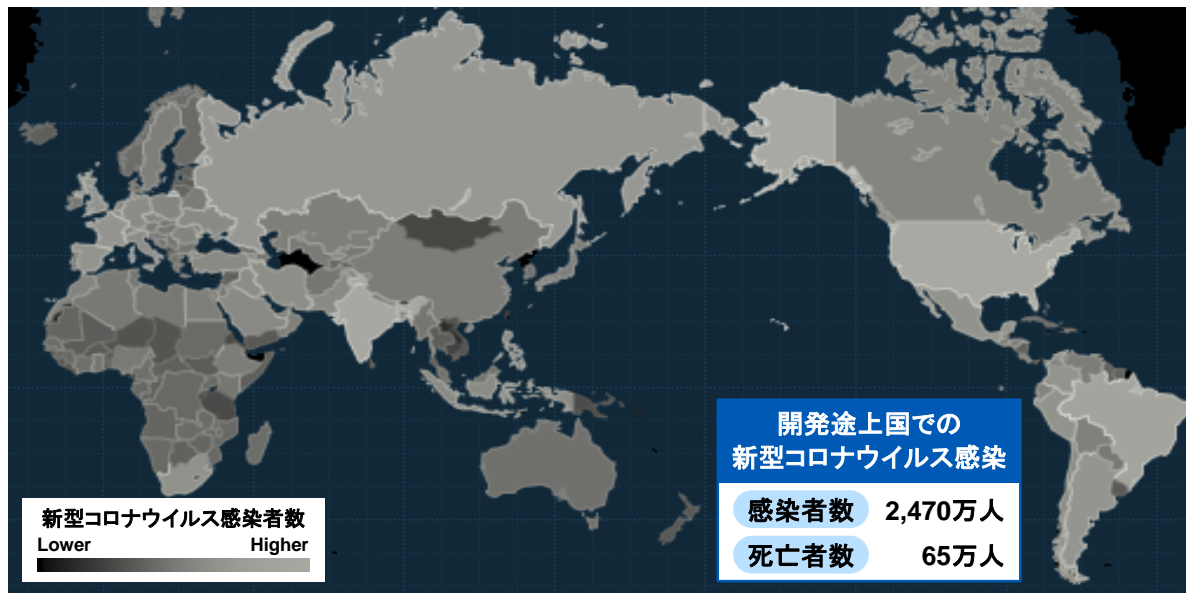 開発途上国での
新型コロナウイルス感染
感染者数 2,470万人
死亡者数 65万人
新型コロナウイルス感染者数
Lower Higher